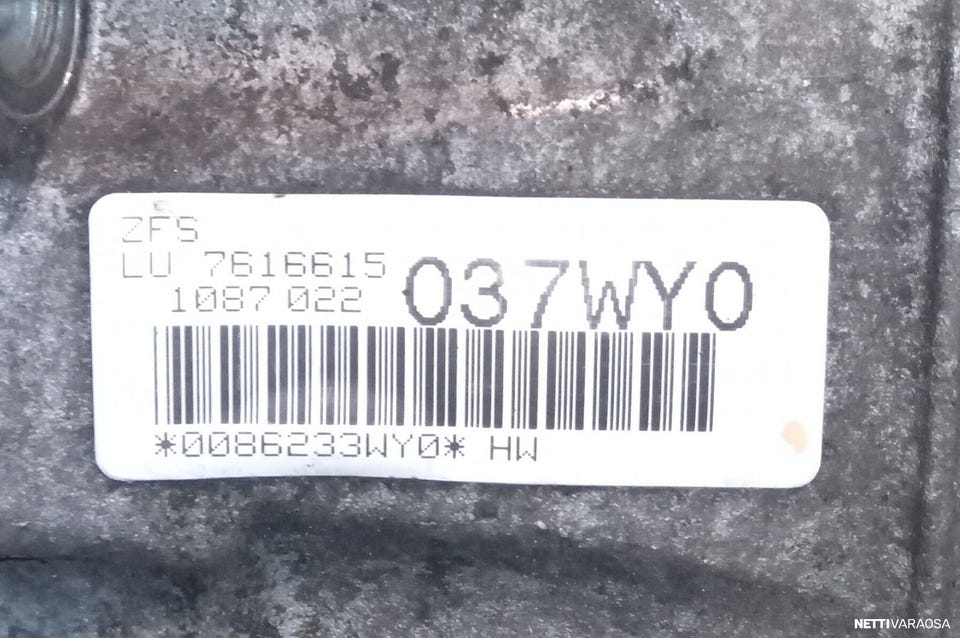 ZFS
LU 7616615
1087 022
037WY0
*0086233WY0* HW
NETTIVARAOSA